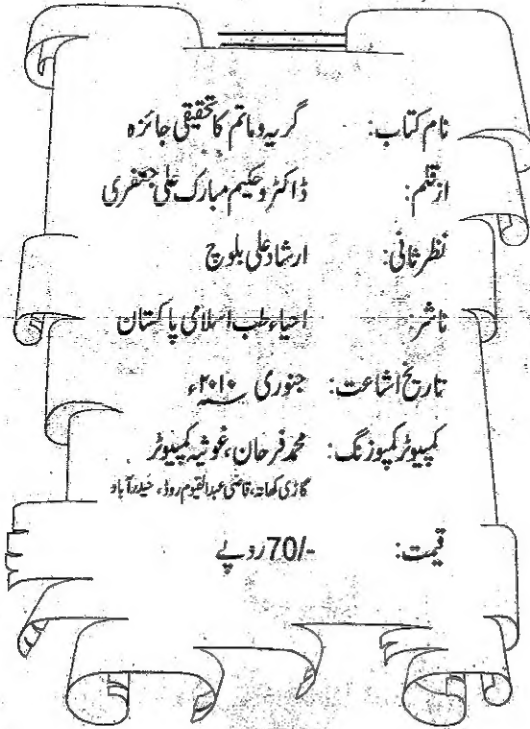 نام کتاب: گریہ و ماتم کا تحقیقی جائزہ
از قلم: ڈاکٹر و حکیم مبارک علی جعفری
نظر ثانی: ارشاد علی بلوچ
ناشر: احیاء طب اسلامی پاکستان
تاریخ اشاعت: جنوری ۲۰۱۰ء
کمپیوٹر کمپوزنگ: محمد فرحان، غوثیہ کمپیوٹر
گاڑی کھاتہ، قاضی عبدالقیوم روڈ، حیدرآباد
قیمت: 70/- روپے